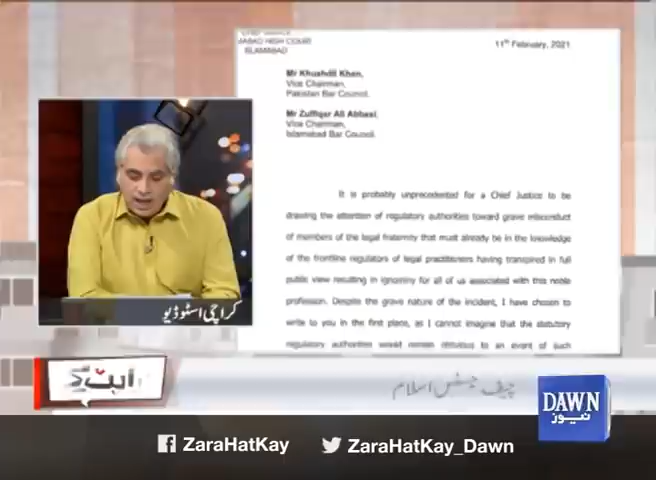 HIGH COURT
ISLAMABAD
11th February, 2021
Mr Khushdil Khan,
Vice Chairman,
Pakistan Bar Council.
Mr Zulfiqar Ali Abbasi,
Vice Chairman,
Islamabad Bar Council.
It is probably unprecedented for a Chief Justice to be
drawing the attention of regulatory authorities toward grave misconduct
of members of the legal fraternity that must already be in the knowledge
of the frontline regulators of legal practitioners having transpired in full
public view resulting in ignominy for all of us associated with this noble
profession. Despite the grave nature of the incident, I have chosen to
write to you in the first place, as I cannot imagine that the statutory
regulatory authorities would remain oblivious to an event of such
کراچی اسٹوڈیو
چیف جسٹس اسلام
DAWN
نیوز
ZaraHatKay
ZaraHatKay_Dawn